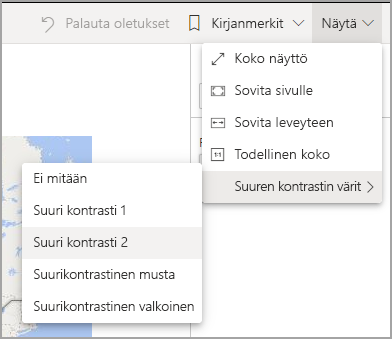 Palauta oletukset
Kirjanmerkit
Näytä
Koko näyttö
Sovita sivulle
Sovita leveyteen
Todellinen koko
Suuren kontrastin värit
Ei mitään
Suuri kontrasti 1
Suuri kontrasti 2
Suurikontrastinen musta
Suurikontrastinen valkoinen